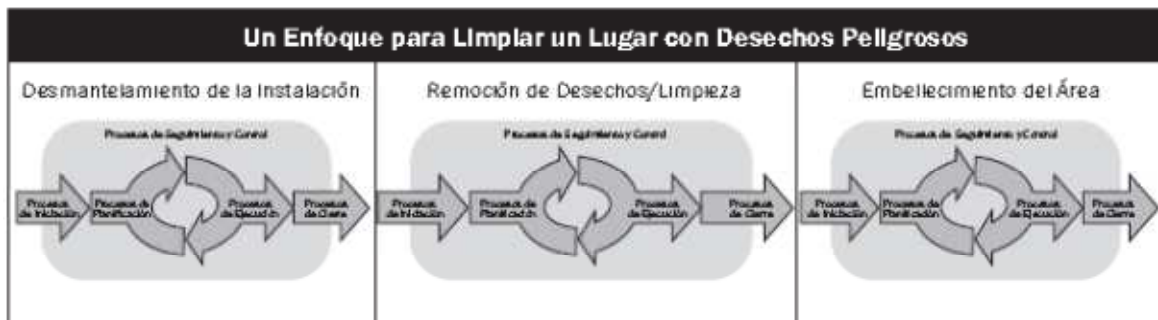 Un Enfoque para Limpiar un Lugar con Desechos Peligrosos
Desmantelamiento de la Instalación
Procesos de Seguimiento y Control
Procesos
de Iniciación
Procesos de
Planificación
Procesos
de Ejecución
Procesos
de Cierre
Remoción de Desechos/Limpieza
Procesos de Seguimiento y Control
Procesos
de Iniciación
Procesos de
Planificación
Procesos
de Ejecución
Procesos
de Cierre
Embellecimiento del Área
Procesos de Seguimiento y Control
Procesos
de Iniciación
Procesos de
Planificación
Procesos
de Ejecución
Procesos
de Cierre